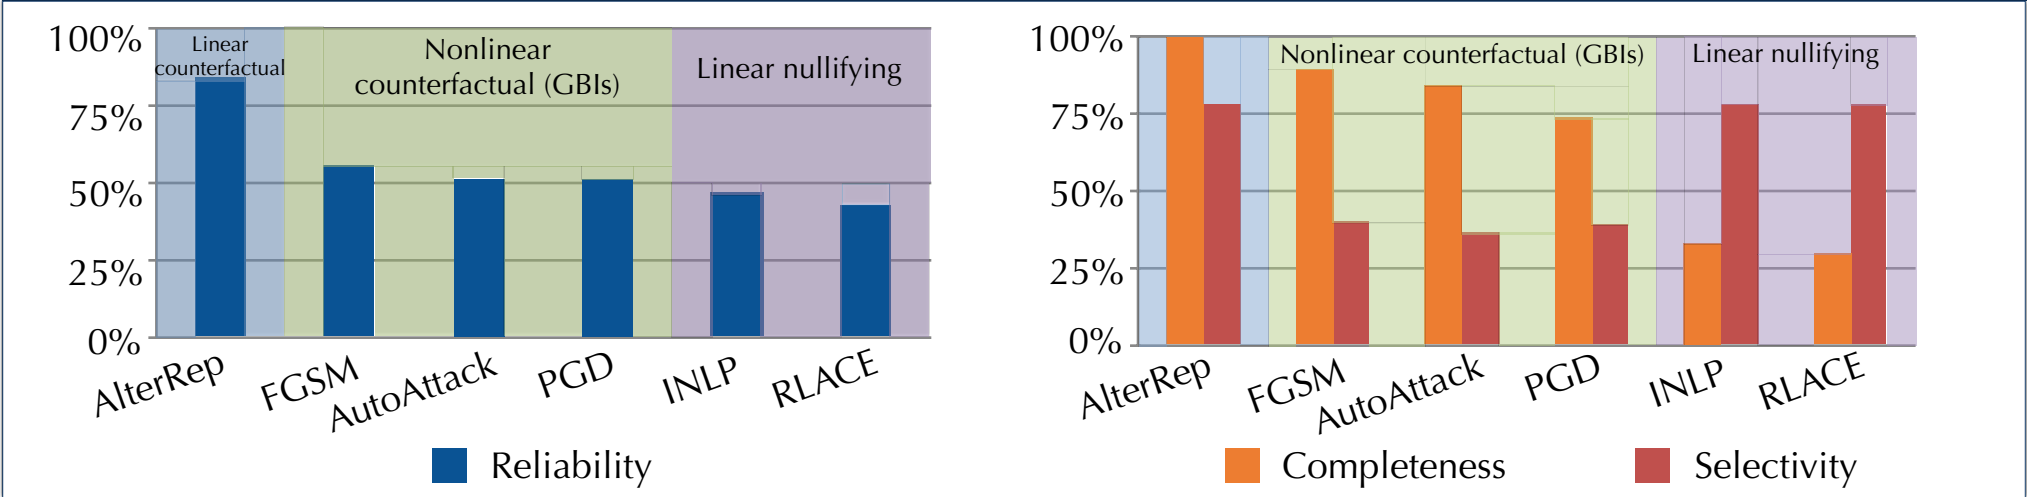 100%
75%
50%
25%
0%
Linear
counterfactual
Nonlinear
counterfactual (GBIs)
Linear nullifying
AlterRep
FGSM
AutoAttack
PGD
INLP
RLACE
Reliability
100%
75%
50%
25%
0%
Nonlinear counterfactual (GBIs)
Linear nullifying
AlterRep
FGSM
AutoAttack
PGD
INLP
RLACE
Completeness
Selectivity